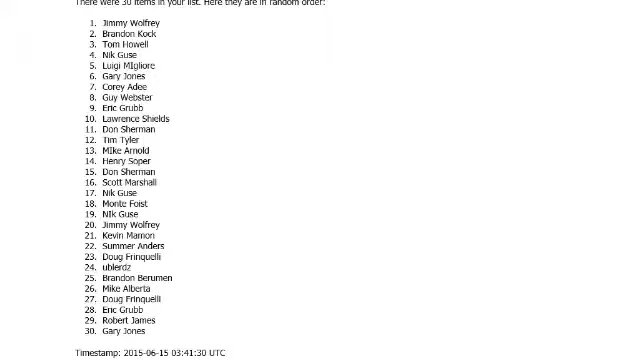 There were 30 items in your list. Here they are in random order:
1. Jimmy Wolfrey
2. Brandon Kock
3. Tom Howell
4. Nik Guse
5. Luigi MIgliore
6. Gary Jones
7. Corey Adee
8. Guy Webster
9. Eric Grubb
10. Lawrence Shields
11. Don Sherman
12. Tim Tyler
13. MIke Arnold
14. Henry Soper
15. Don Sherman
16. Scott Marshall
17. Nik Guse
18. Monte Foist
19. NIk Guse
20. Jimmy Wolfrey
21. Kevin Mamon
22. Summer Anders
23. Doug Frinquelli
24. ublerdz
25. Brandon Berumen
26. Mike Alberta
27. Doug Frinquelli
28. Eric Grubb
29. Robert James
30. Gary Jones
Timestamp: 2015-06-15 03:41:30 UTC